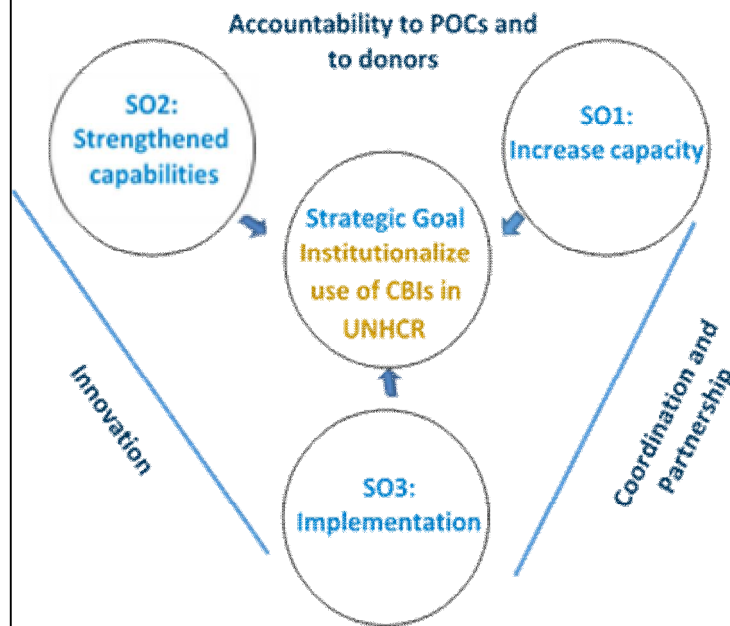 Accountability to POCs and
to donors
SO2:
Strengthened
capabilities
SO1:
Increase capacity
Strategic Goal
Institutionalize
use of CBIs in
UNHCR
Innovation
Coordination and
Partnership
SO3:
Implementation